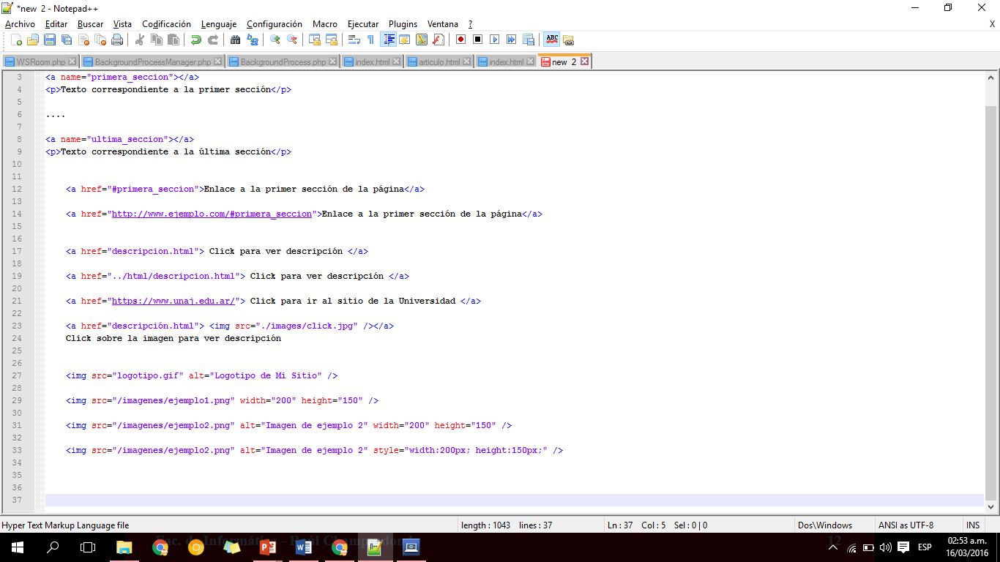 *new 2 - Notepad++
Archivo Editar Buscar Vista Codificación Lenguaje Configuración Macro Ejecutar Plugins Ventana ? X
WSRoom.php BackgroundProcessManager.php BackgroundProcess.php index.html articulo.html index.html new 2
3 <a name="primera_seccion"></a>
4 <p>Texto correspondiente a la primer sección</p>
5
6 ....
7
8 <a name="ultima_seccion"></a>
9 <p>Texto correspondiente a la última sección</p>
10
11
12 <a href="#primera_seccion">Enlace a la primer sección de la página</a>
13
14 <a href="http://www.ejemplo.com/#primera_seccion">Enlace a la primer sección de la página</a>
15
16
17 <a href="descripcion.html"> Click para ver descripción </a>
18
19 <a href="../html/descripcion.html"> Click para ver descripción </a>
20
21 <a href="https://www.unaj.edu.ar/"> Click para ir al sitio de la Universidad </a>
22
23 <a href="descripción.html"> <img src="./images/click.jpg" /></a>
24 Click sobre la imagen para ver descripción
25
26
27 <img src="logotipo.gif" alt="Logotipo de Mi Sitio" />
28
29 <img src="/imagenes/ejemplo1.png" width="200" height="150" />
30
31 <img src="/imagenes/ejemplo2.png" alt="Imagen de ejemplo 2" width="200" height="150" />
32
33 <img src="/imagenes/ejemplo2.png" alt="Imagen de ejemplo 2" style="width:200px; height:150px;" />
34
35
36
37
Hyper Text Markup Language file length : 1043 lines : 37 Ln : 37 Col : 5 Sel : 0 | 0 Dos\Windows ANSI as UTF-8 INS
ESP 02:53 a.m.
16/03/2016